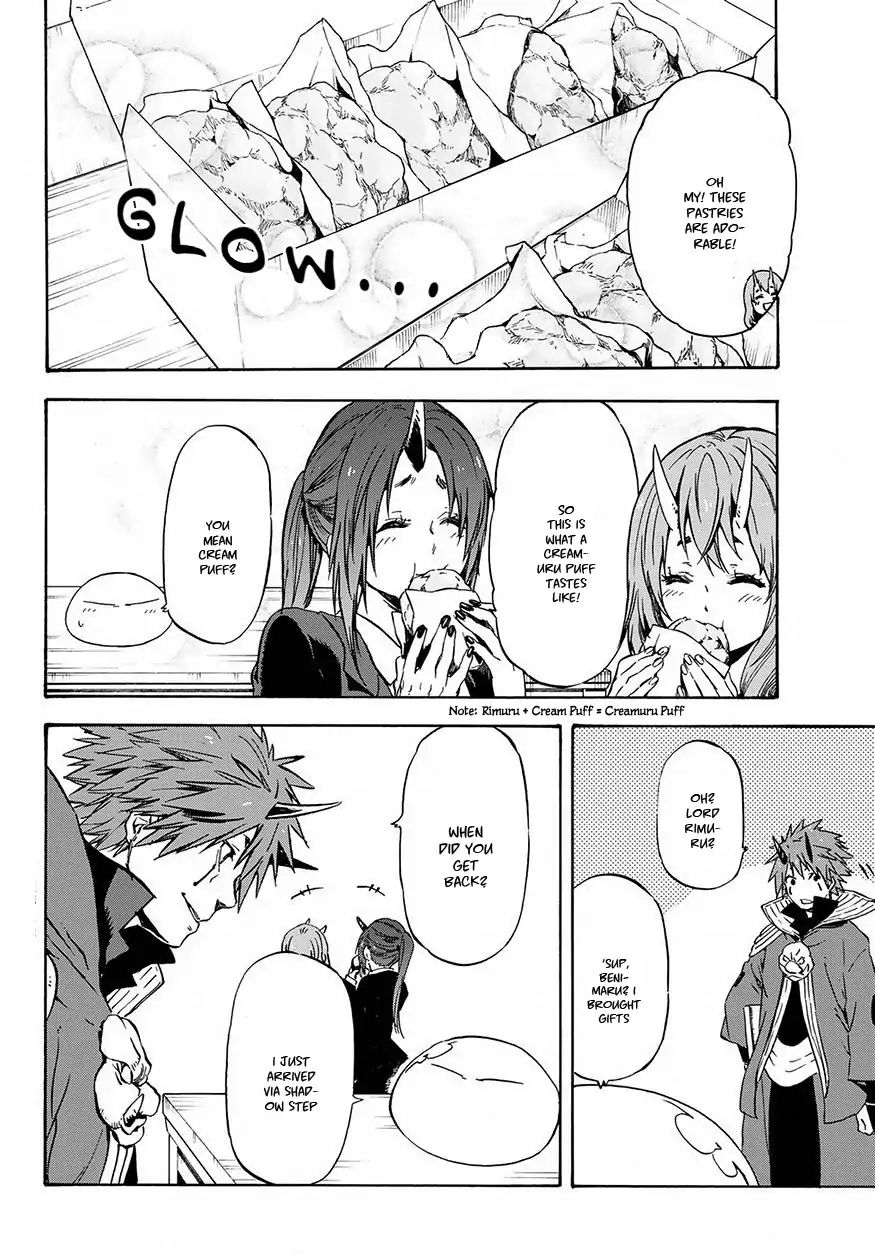 OH
MY! THESE
PASTRIES
ARE ADO-
RABLE!
GLOW...
SO
THIS IS
WHAT A
CREAM-
URU PUFF
TASTES
LIKE!
YOU
MEAN
CREAM
PUFF?
Note: Rimuru + Cream Puff = Creamuru Puff
OH?
LORD
RIMU-
RU?
'SUP,
BENI-
MARU? I
BROUGHT
GIFTS
WHEN
DID YOU
GET
BACK?
I JUST
ARRIVED
VIA SHAD-
OW STEP